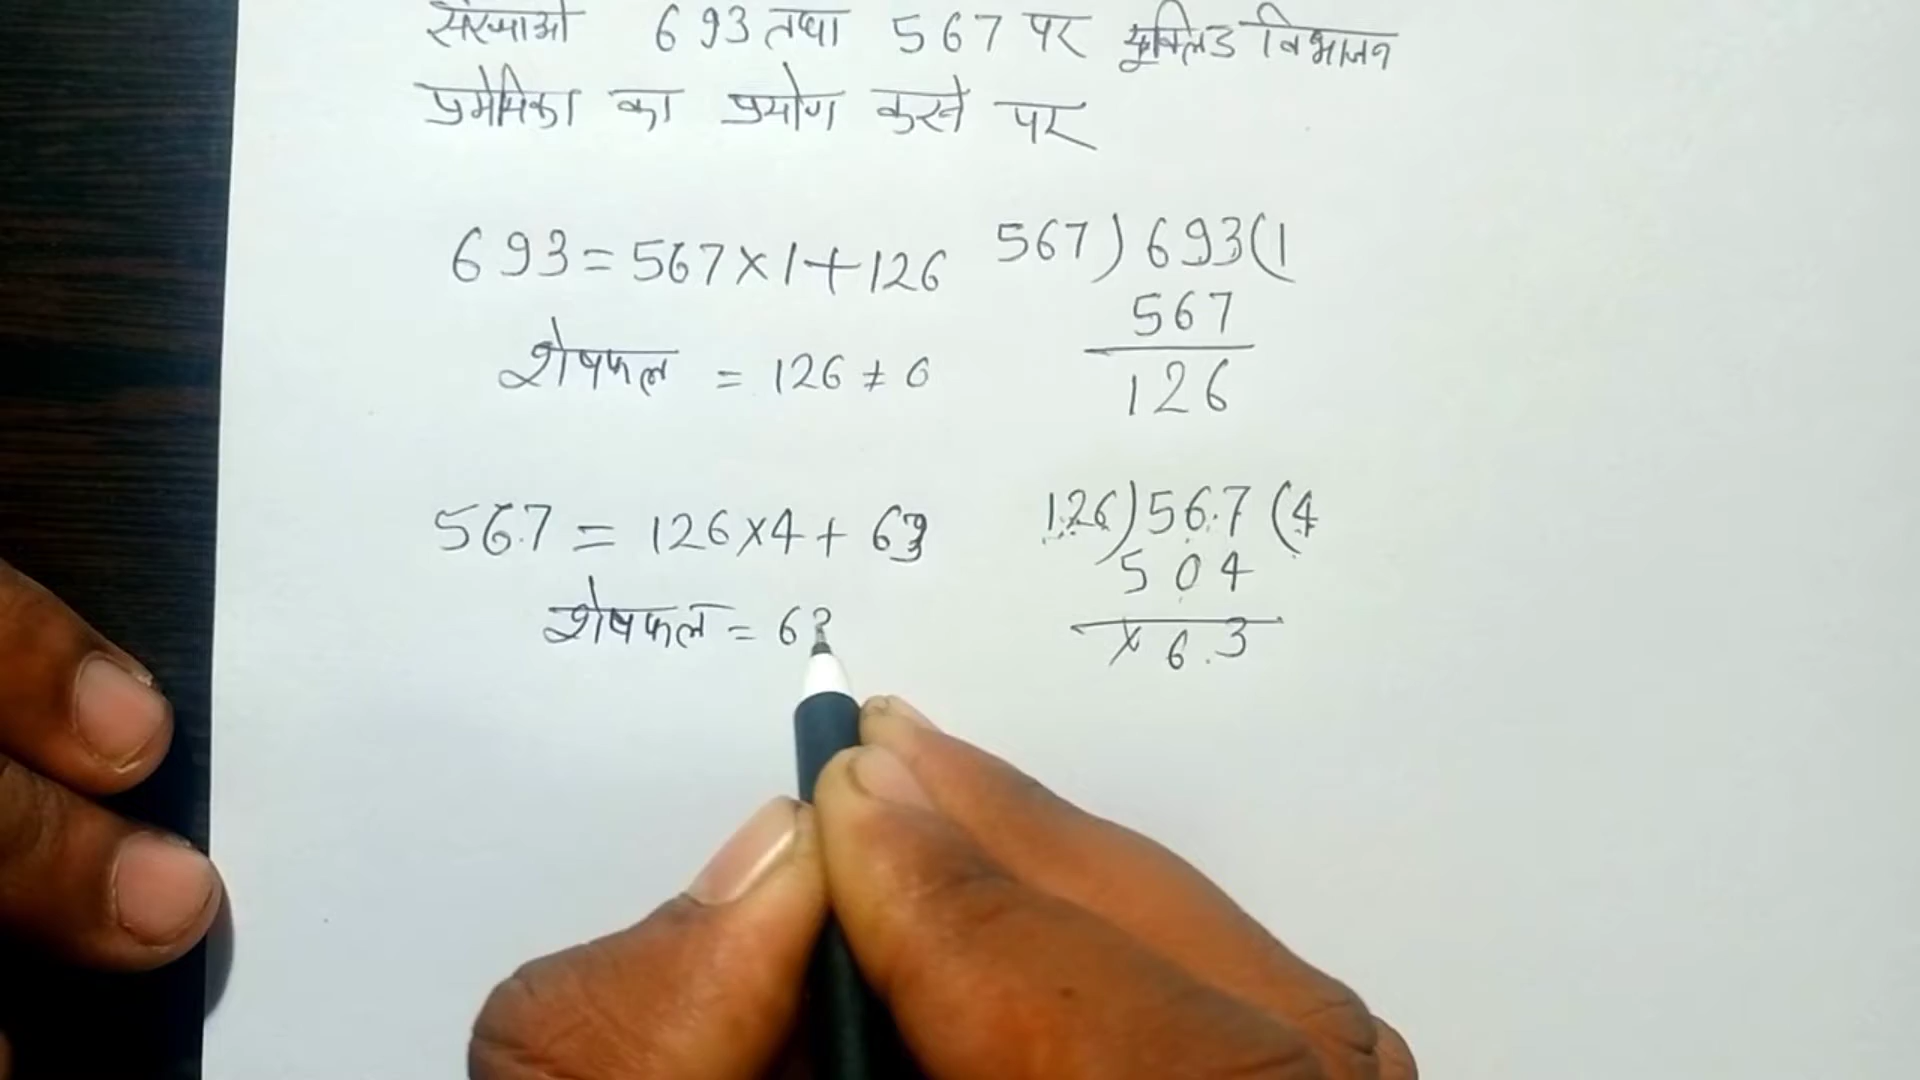 संख्याओ 693 तथा 567 पर यूक्लिड विभाजन
प्रमेयिका का प्रयोग करने पर
693 = 567 × 1 + 126
567 ) 693 ( 1
567
126
शेषफल = 126 ≠ 0
567 = 126 × 4 + 63
126 ) 567 ( 4
504
× 63
शेषफल = 63